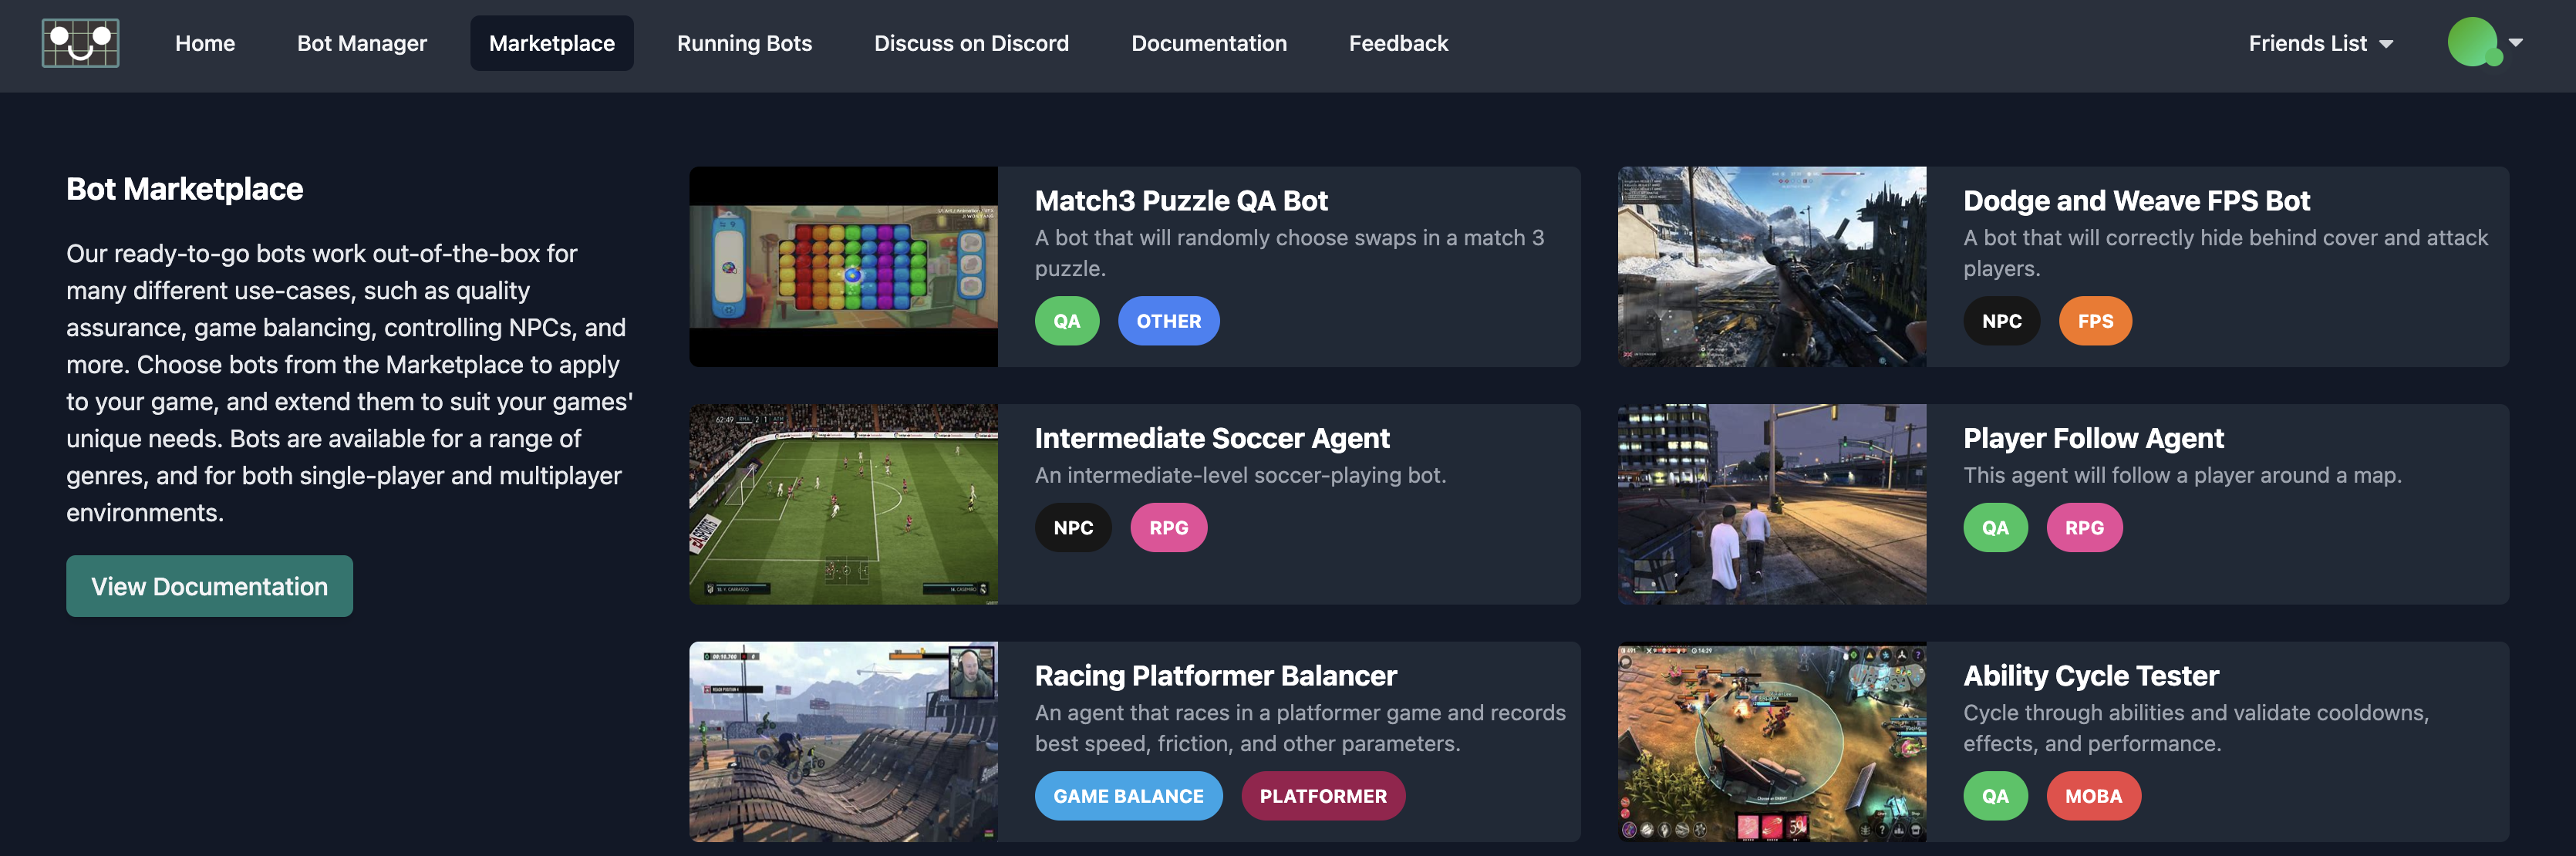 Home
Bot Manager
Marketplace
Running Bots
Discuss on Discord
Documentation
Feedback
Friends List
Bot Marketplace
Our ready-to-go bots work out-of-the-box for
many different use-cases, such as quality
assurance, game balancing, controlling NPCs, and
more. Choose bots from the Marketplace to apply
to your game, and extend them to suit your games'
unique needs. Bots are available for a range of
genres, and for both single-player and multiplayer
environments.
View Documentation
Match3 Puzzle QA Bot
A bot that will randomly choose swaps in a match 3
puzzle.
QA
OTHER
Dodge and Weave FPS Bot
A bot that will correctly hide behind cover and attack
players.
NPC
FPS
62:49
Intermediate Soccer Agent
An intermediate-level soccer-playing bot.
NPC
RPG
Player Follow Agent
This agent will follow a player around a map.
QA
RPG
Racing Platformer Balancer
An agent that races in a platformer game and records
best speed, friction, and other parameters.
GAME BALANCE
PLATFORMER
59
Ability Cycle Tester
Cycle through abilities and validate cooldowns,
effects, and performance.
QA
MOBA